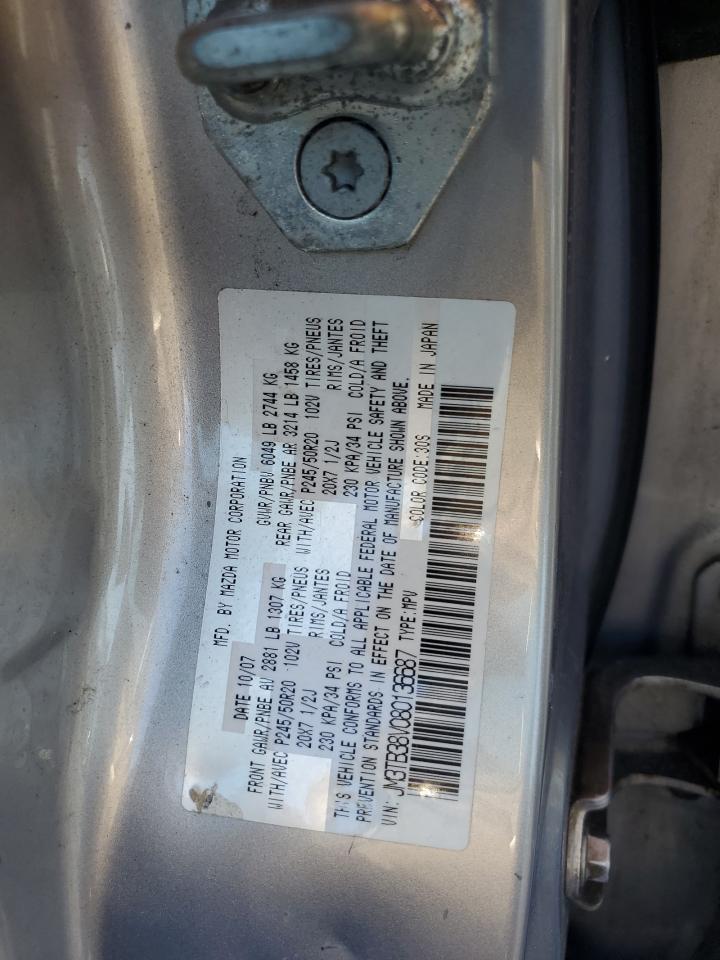 MFD. BY MAZDA MOTOR CORPORATION
DATE 10/07 GVWR/PNBV 6049 LB 2744 KG
FRONT GAWR/PNBE AV 2881 LB 1307 KG REAR GAWR/PNBE AR 3214 LB 1458 KG
WITH/AVEC P245/50R20 102V TIRES/PNEUS WITH/AVEC P245/50R20 102V TIRES/PNEUS
20X7 1/2J RIMS/JANTES 20X7 1/2J RIMS/JANTES
230 KPA/34 PSI COLD/A FROID 230 KPA/34 PSI COLD/A FROID
THIS VEHICLE CONFORMS TO ALL APPLICABLE FEDERAL MOTOR VEHICLE SAFETY AND THEFT
PREVENTION STANDARDS IN EFFECT ON THE DATE OF MANUFACTURE SHOWN ABOVE.
VIN: JM3TB38V080136687 TYPE:MPV COLOR CODE:30S MADE IN JAPAN